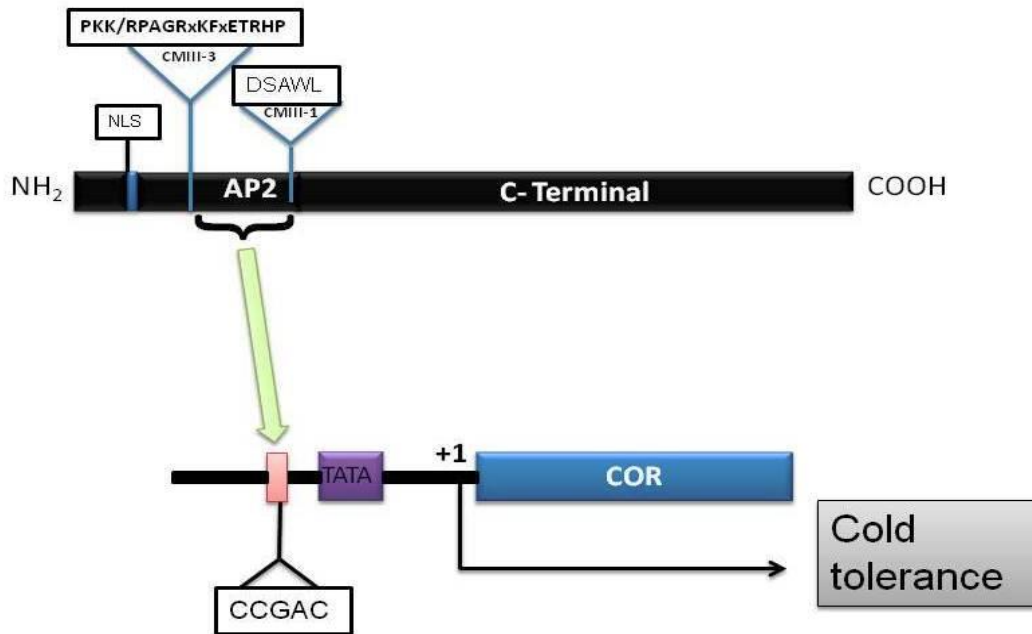 PKK/RPAGRxKFxETRHP
CMIII-3
DSAWL
CMIII-1
NLS
NH₂
AP2
C- Terminal
COOH
+1
TATA
COR
Cold
tolerance
CCGAC